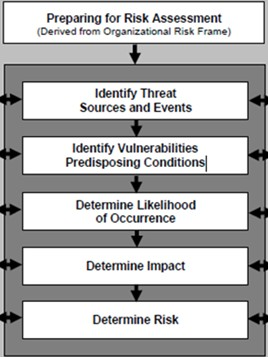 Preparing for Risk Assessment
(Derived from Organizational Risk Frame)
Identify Threat
Sources and Events
Identify Vulnerabilities
Predisposing Conditions
Determine Likelihood
of Occurrence
Determine Impact
Determine Risk